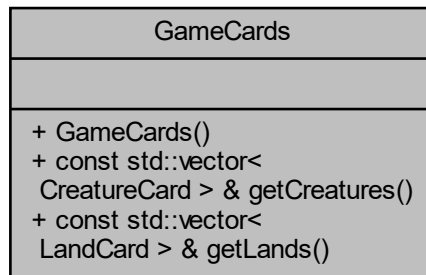 GameCards
+ GameCards()
+ const std::vector<
CreatureCard > & getCreatures()
+ const std::vector<
LandCard > & getLands()